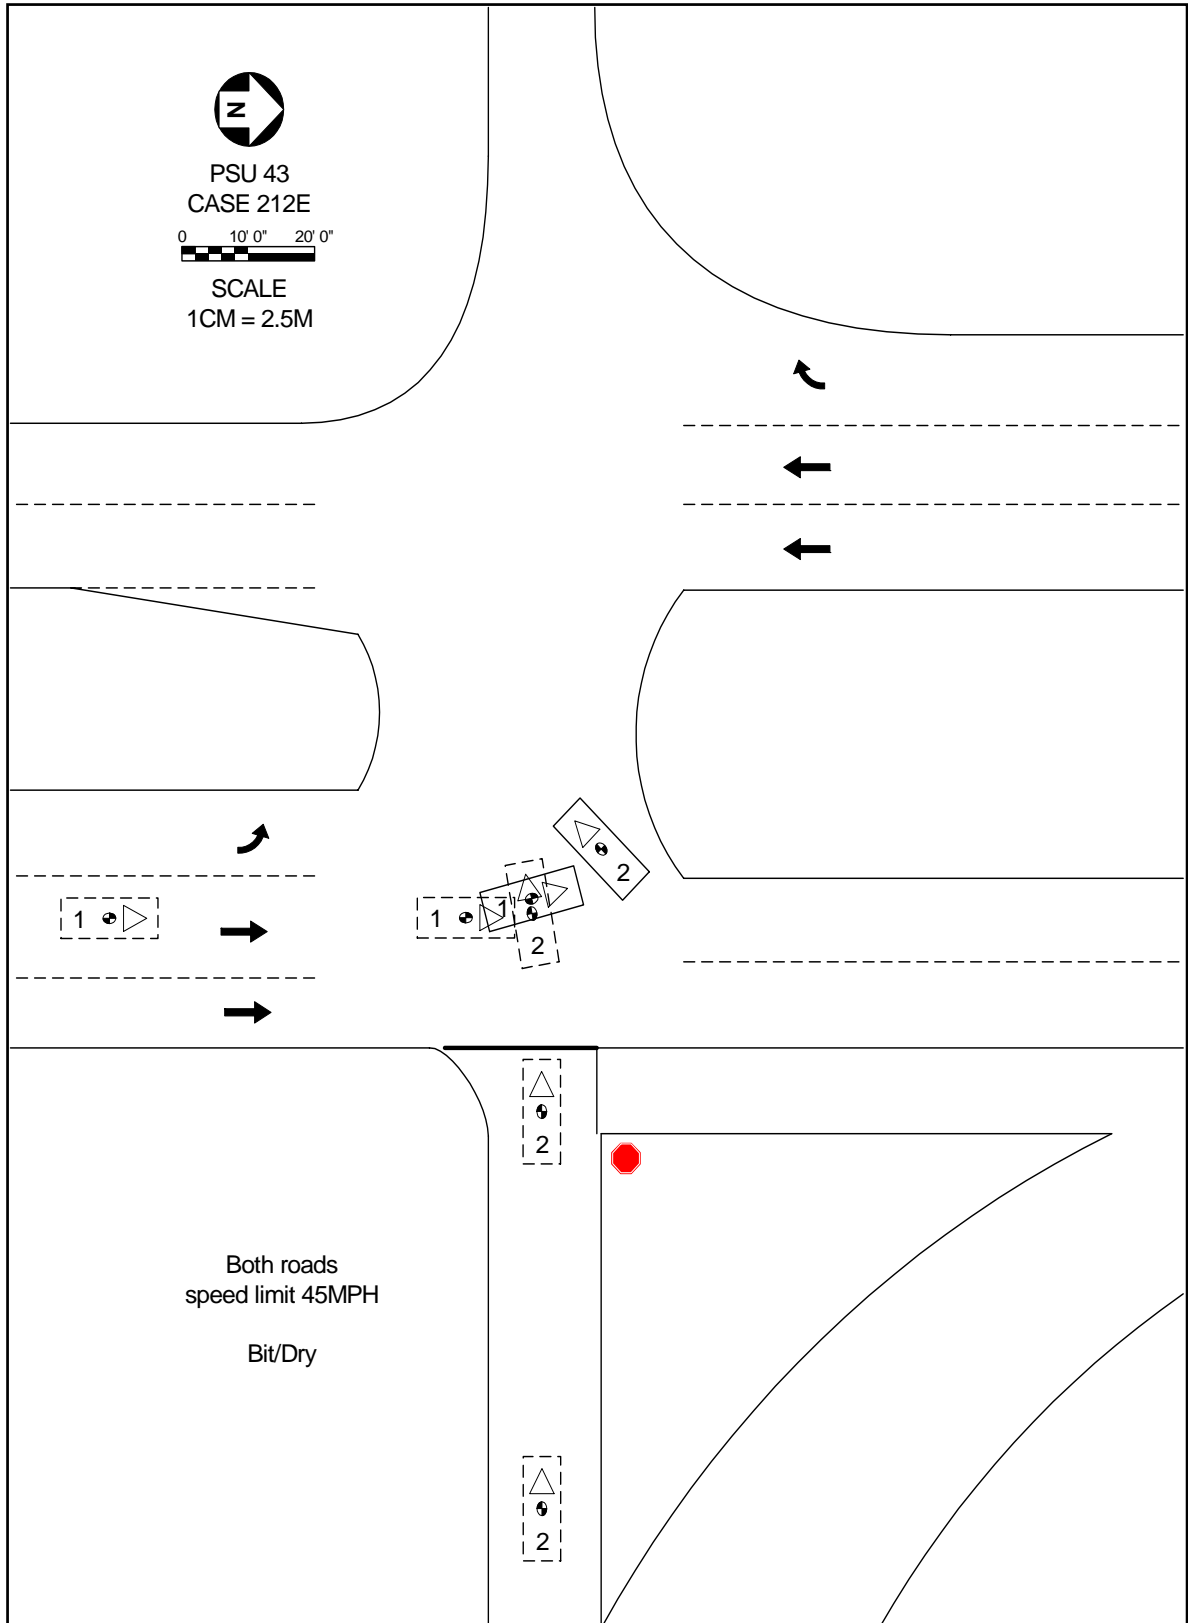 N
PSU 43
CASE 212E
0 10' 0" 20' 0"
SCALE
1CM = 2.5M
2
1
1
1
2
2
Both roads
speed limit 45MPH
Bit/Dry
2